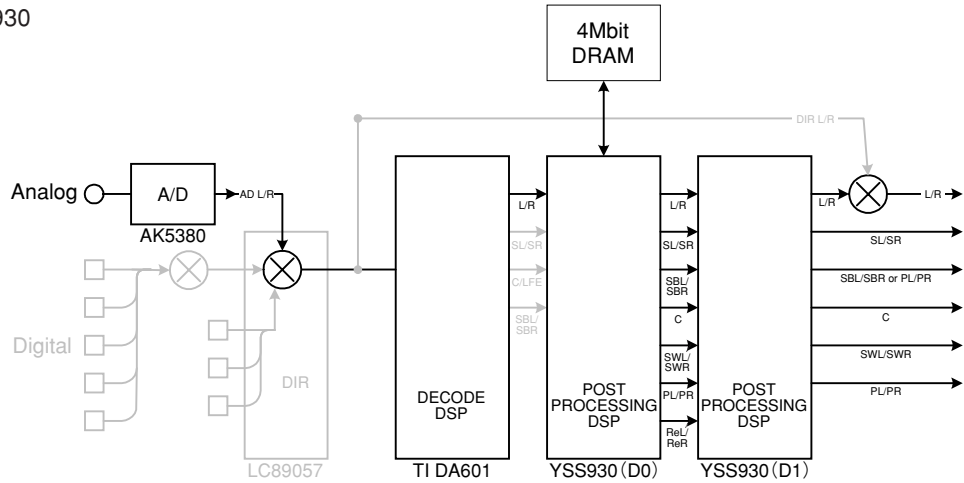 930
4Mbit
DRAM
DIR L/R
Analog
A/D
AD L/R
AK5380
L/R
L/R
L/R
L/R
SL/SR
SL/SR
SL/SR
C/LFE
SBL/
SBR
SBL/SBR or PL/PR
SBL/
SBR
C
C
Digital
DIR
SWL/
SWR
SWL/SWR
DECODE
DSP
POST
PROCESSING
DSP
PL/PR
POST
PROCESSING
DSP
PL/PR
ReL/
ReR
LC89057
TI DA601
YSS930 (D0)
YSS930 (D1)